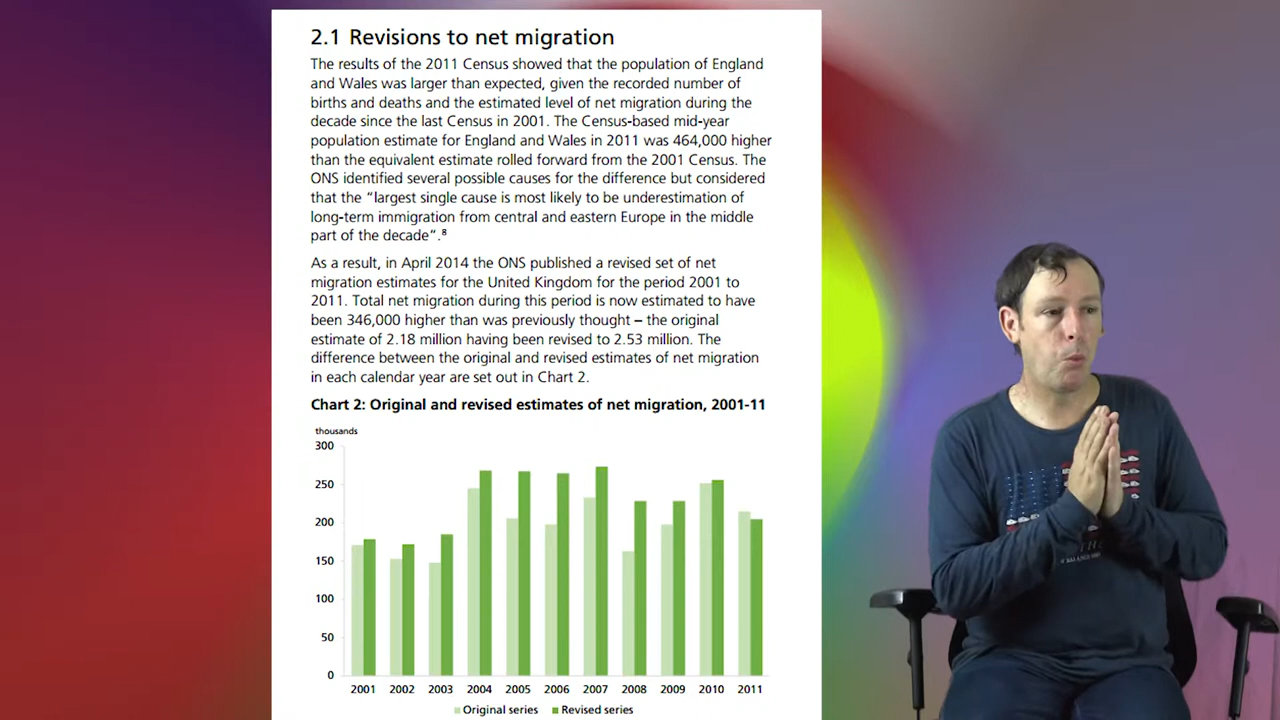 2.1 Revisions to net migration
The results of the 2011 Census showed that the population of England
and Wales was larger than expected, given the recorded number of
births and deaths and the estimated level of net migration during the
decade since the last Census in 2001. The Census-based mid-year
population estimate for England and Wales in 2011 was 464,000 higher
than the equivalent estimate rolled forward from the 2001 Census. The
ONS identified several possible causes for the difference but considered
that the “largest single cause is most likely to be underestimation of
long-term immigration from central and eastern Europe in the middle
part of the decade”.8
As a result, in April 2014 the ONS published a revised set of net
migration estimates for the United Kingdom for the period 2001 to
2011. Total net migration during this period is now estimated to have
been 346,000 higher than was previously thought – the original
estimate of 2.18 million having been revised to 2.53 million. The
difference between the original and revised estimates of net migration
in each calendar year are set out in Chart 2.
Chart 2: Original and revised estimates of net migration, 2001-11
thousands
300
250
200
150
100
50
0
2001 2002 2003 2004 2005 2006 2007 2008 2009 2010 2011
Original series Revised series